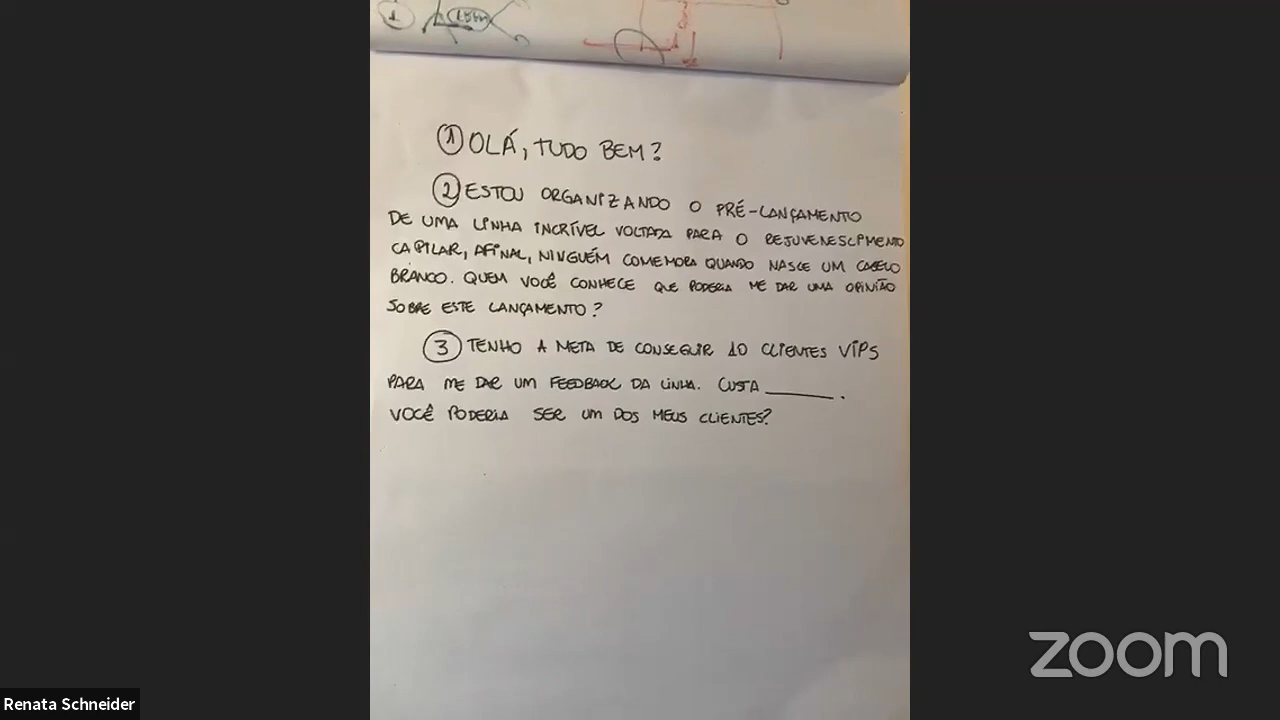 1
① OLÁ, TUDO BEM?
② ESTOU ORGANIZANDO O PRÉ-LANÇAMENTO
DE UMA LINHA INCRÍVEL VOLTADA PARA O REJUVENESCIMENTO
CAPILAR, AFINAL, NINGUÉM COMEMORA QUANDO NASCE UM CABELO
BRANCO. QUEM VOCÊ CONHECE QUE PODERIA ME DAR UMA OPINIÃO
SOBRE ESTE LANÇAMENTO?
③ TENHO A META DE CONSEGUIR 10 CLIENTES VIPS
PARA ME DAR UM FEEDBACK DA LINHA. CUSTA ______.
VOCÊ PODERIA SER UM DOS MEUS CLIENTES?
zoom
Renata Schneider